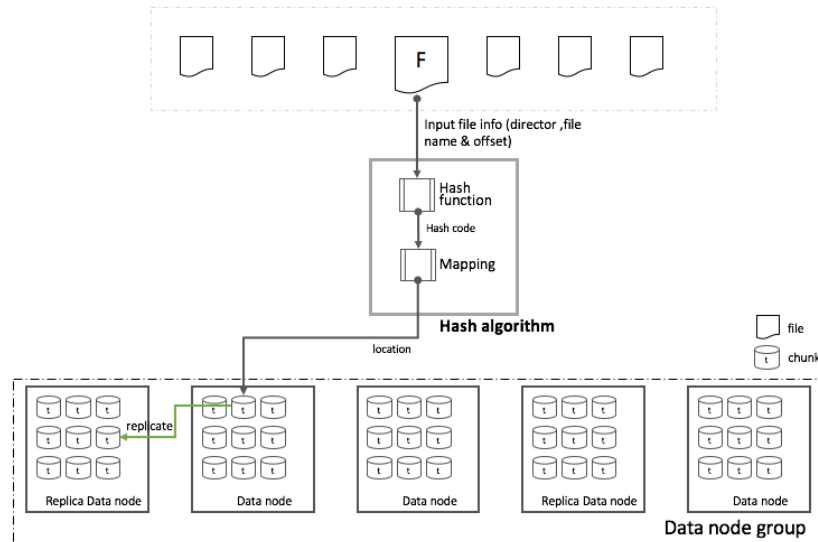 F
Input file info (director ,file
name & offset)
Hash
function
Hash code
Mapping
Hash algorithm
location
file
t
chunk
t t t
t t t
t t t
Replica Data node
replicate
t t t
t t t
t t t
Data node
t t t
t t t
t t t
Data node
t t t
t t t
t t t
Replica Data node
t t t
t t t
t t t
Data node
Data node group